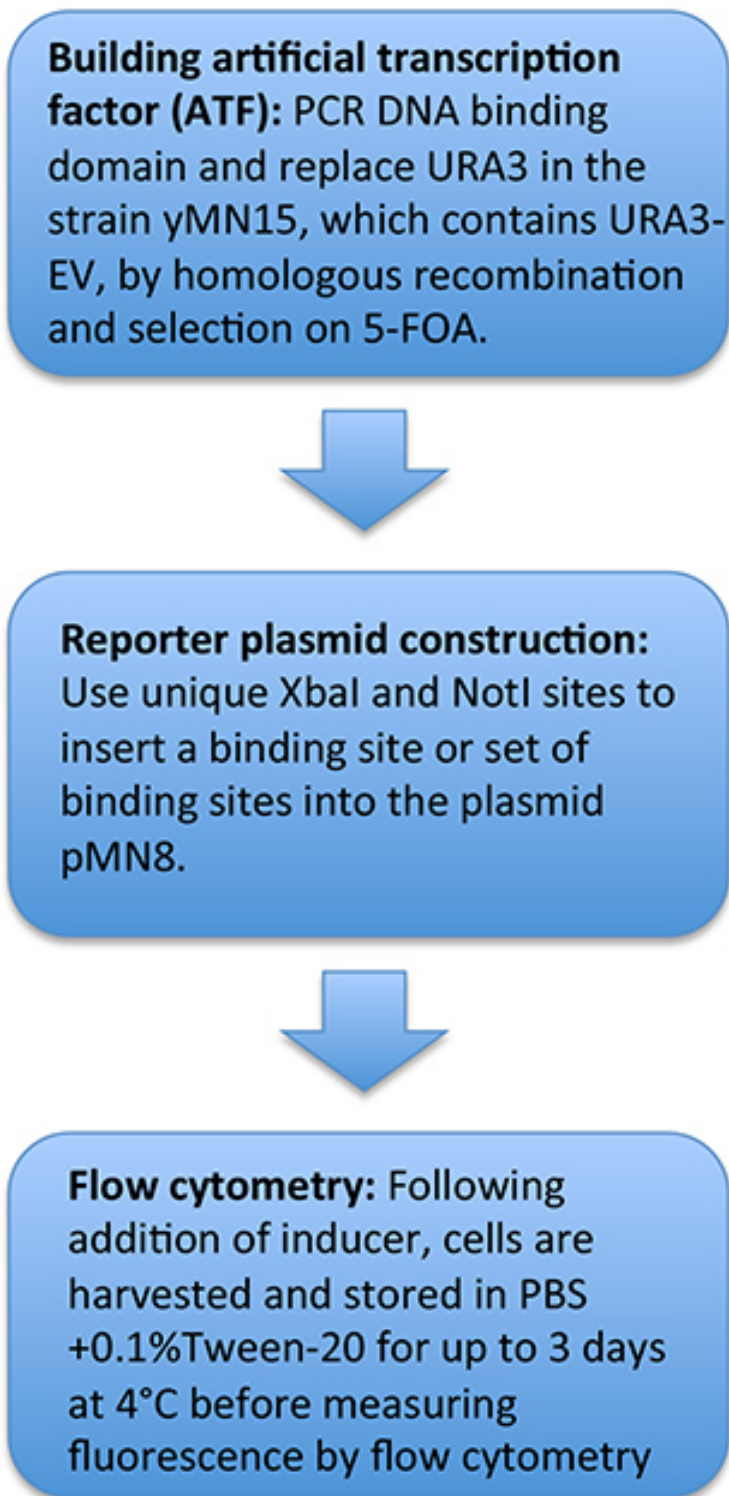 Building artificial transcription
factor (ATF): PCR DNA binding
domain and replace URA3 in the
strain yMN15, which contains URA3-
EV, by homologous recombination
and selection on 5-FOA.
Reporter plasmid construction:
Use unique XbaI and NotI sites to
insert a binding site or set of
binding sites into the plasmid
pMN8.
Flow cytometry: Following
addition of inducer, cells are
harvested and stored in PBS
+0.1%Tween-20 for up to 3 days
at 4°C before measuring
fluorescence by flow cytometry